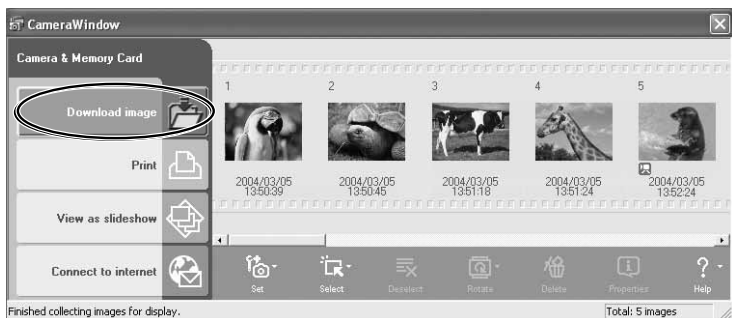 CameraWindow
Camera & Memory Card
Download image
Print
View as slideshow
Connect to internet
1 2 3 4 5
2004/03/05 2004/03/05 2004/03/05 2004/03/05 2004/03/05
13:50:39 13:50:45 13:51:18 13:51:24 13:52:24
Set Select Deselect Rotate Delete Properties Help
Finished collecting images for display. Total: 5 images